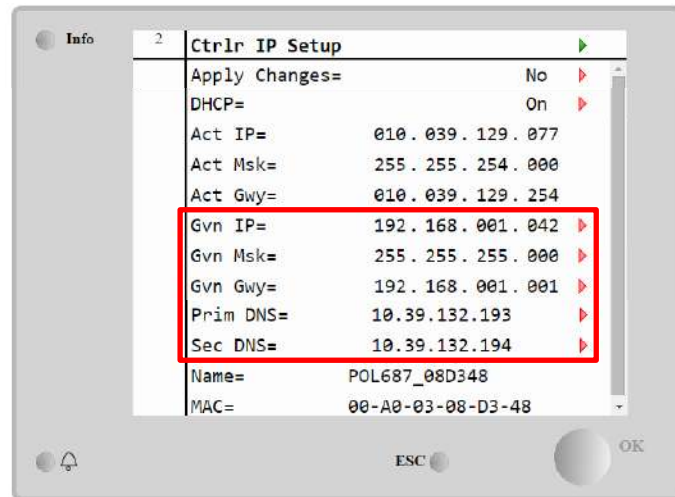 Info
2 Ctrlr IP Setup
Apply Changes= No
DHCP= On
Act IP= 010.039.129.077
Act Msk= 255.255.254.000
Act Gwy= 010.039.129.254
Gvn IP= 192.168.001.042
Gvn Msk= 255.255.255.000
Gvn Gwy= 192.168.001.001
Prim DNS= 10.39.132.193
Sec DNS= 10.39.132.194
Name= POL687_08D348
MAC= 00-A0-03-08-D3-48
ESC OK